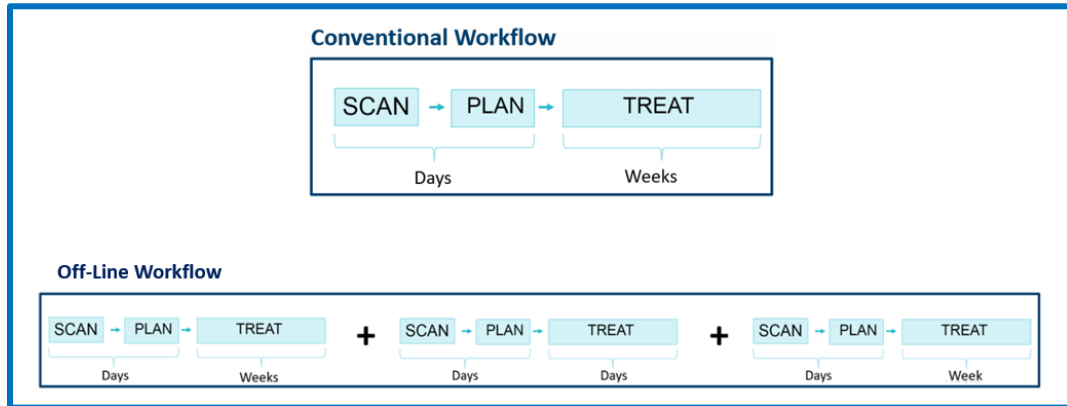 Conventional Workflow
SCAN → PLAN → TREAT
Days Weeks
Off-Line Workflow
SCAN → PLAN → TREAT + SCAN → PLAN → TREAT + SCAN → PLAN → TREAT
Days Weeks Days Days Days Week